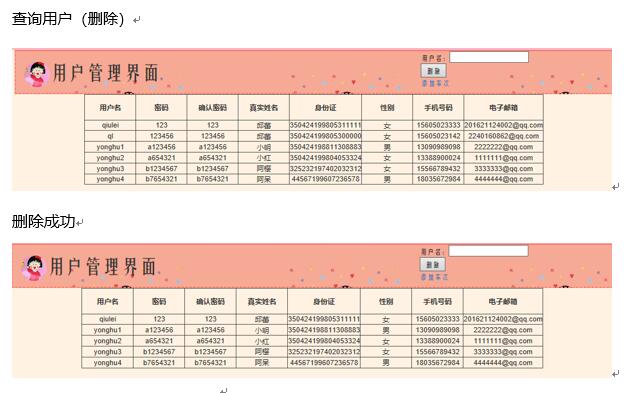 查询用户（删除）
用户管理界面
用户名：
删除
添加车次
用户名 密码 确认密码 真实姓名 身份证 性别 手机号码 电子邮箱
qiulei 123 123 邱蕾 350424199805311111 女 15605023333 201621124002@qq.com
ql 123456 123456 邱蕾 350424199805300000 女 15605023142 2240160862@qq.com
yonghu1 a123456 a123456 小明 350424198811308883 男 13090989098 2222222@qq.com
yonghu2 a654321 a654321 小红 350424199804053324 女 13388900024 1111111@qq.com
yonghu3 b1234567 b1234567 阿樱 325232197402032312 女 15566789432 3333333@qq.com
yonghu4 b7654321 b7654321 阿呆 44567199607236578 男 18035672984 4444444@qq.com
删除成功
用户管理界面
用户名：
删除
添加车次
用户名 密码 确认密码 真实姓名 身份证 性别 手机号码 电子邮箱
qiulei 123 123 邱蕾 350424199805311111 女 15605023333 201621124002@qq.com
yonghu1 a123456 a123456 小明 350424198811308883 男 13090989098 2222222@qq.com
yonghu2 a654321 a654321 小红 350424199804053324 女 13388900024 1111111@qq.com
yonghu3 b1234567 b1234567 阿樱 325232197402032312 女 15566789432 3333333@qq.com
yonghu4 b7654321 b7654321 阿呆 44567199607236578 男 18035672984 4444444@qq.com